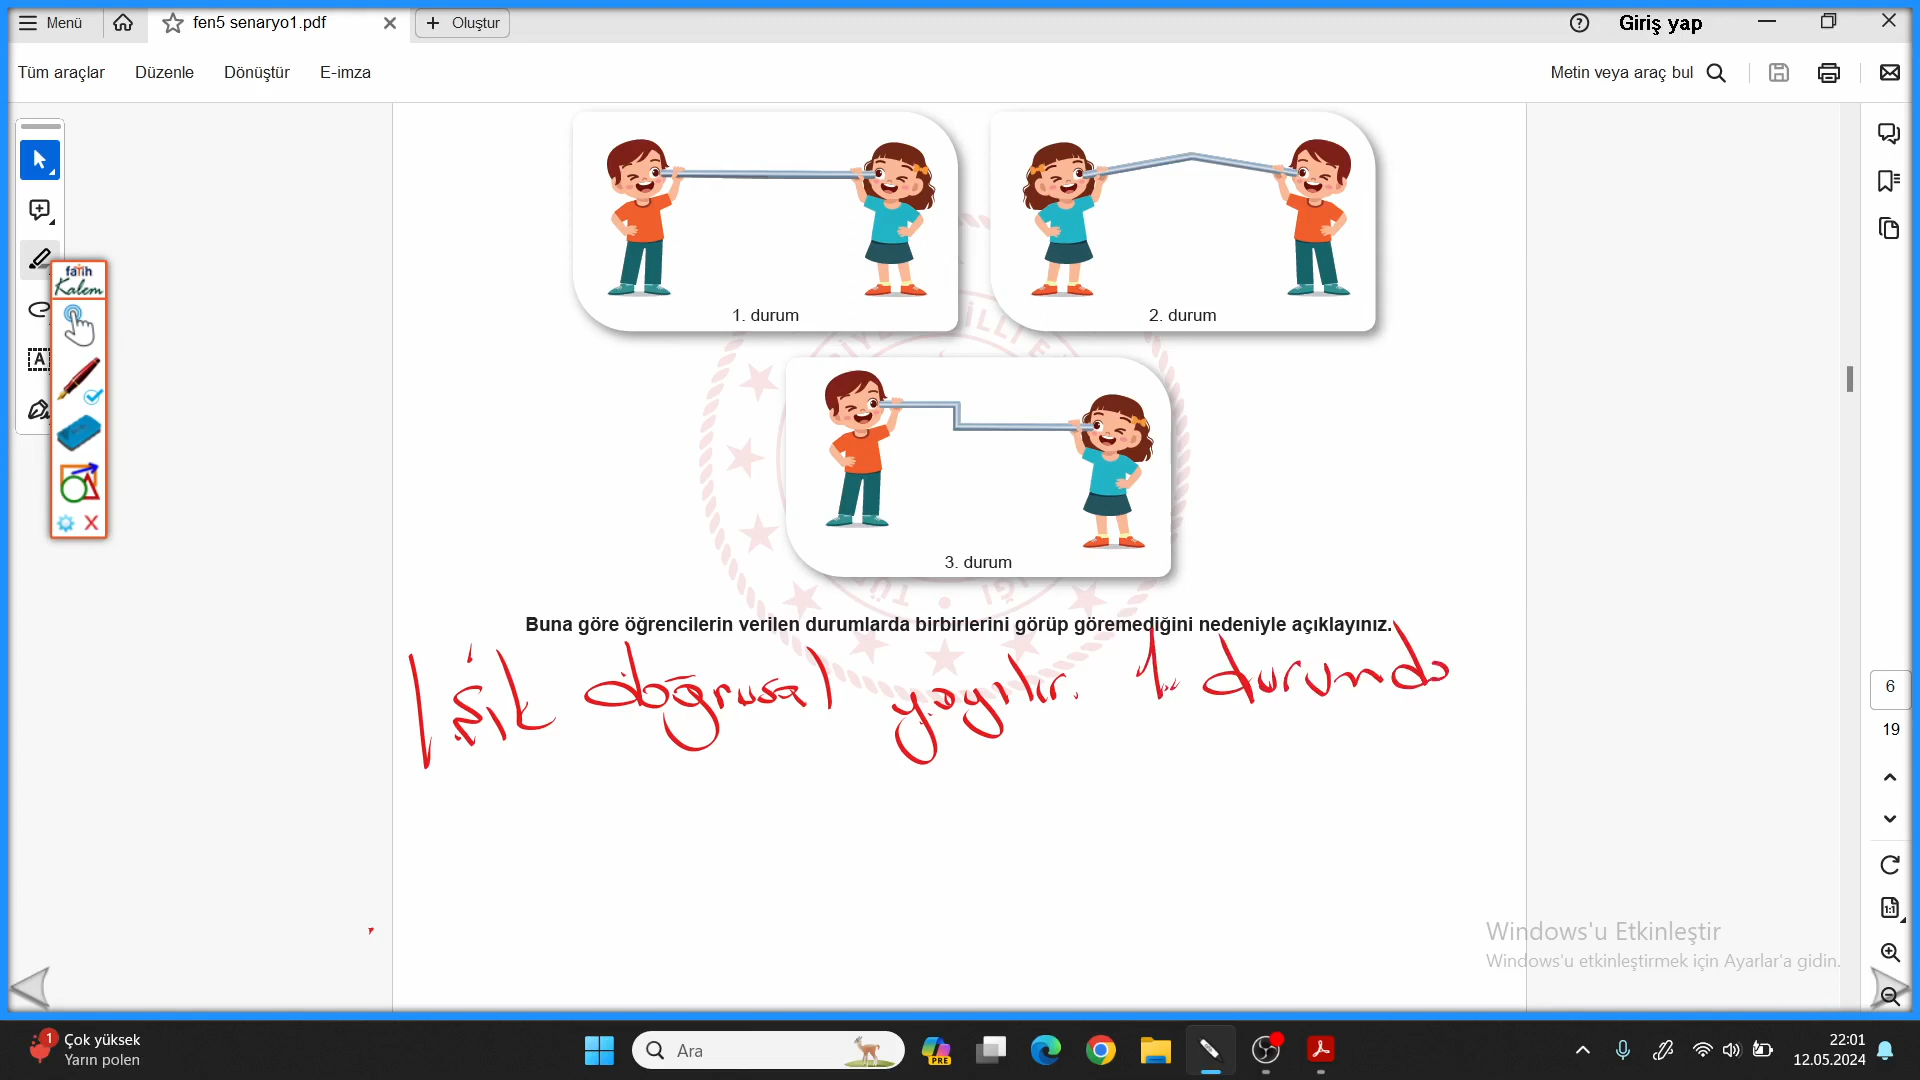 Menü
fen5 senaryo1.pdf
Oluştur
Giriş yap
Tüm araçlar
Düzenle
Dönüştür
E-imza
Metin veya araç bul
fatih
Kalem
1. durum
2. durum
3. durum
Buna göre öğrencilerin verilen durumlarda birbirlerini görüp göremediğini nedeniyle açıklayınız.
Işık doğrusal yayılır. 1. durumda
6
19
Windows'u Etkinleştir
Windows'u etkinleştirmek için Ayarlar'a gidin.
1 Çok yüksek
Yarın polen
Ara
PRE
22:01
12.05.2024